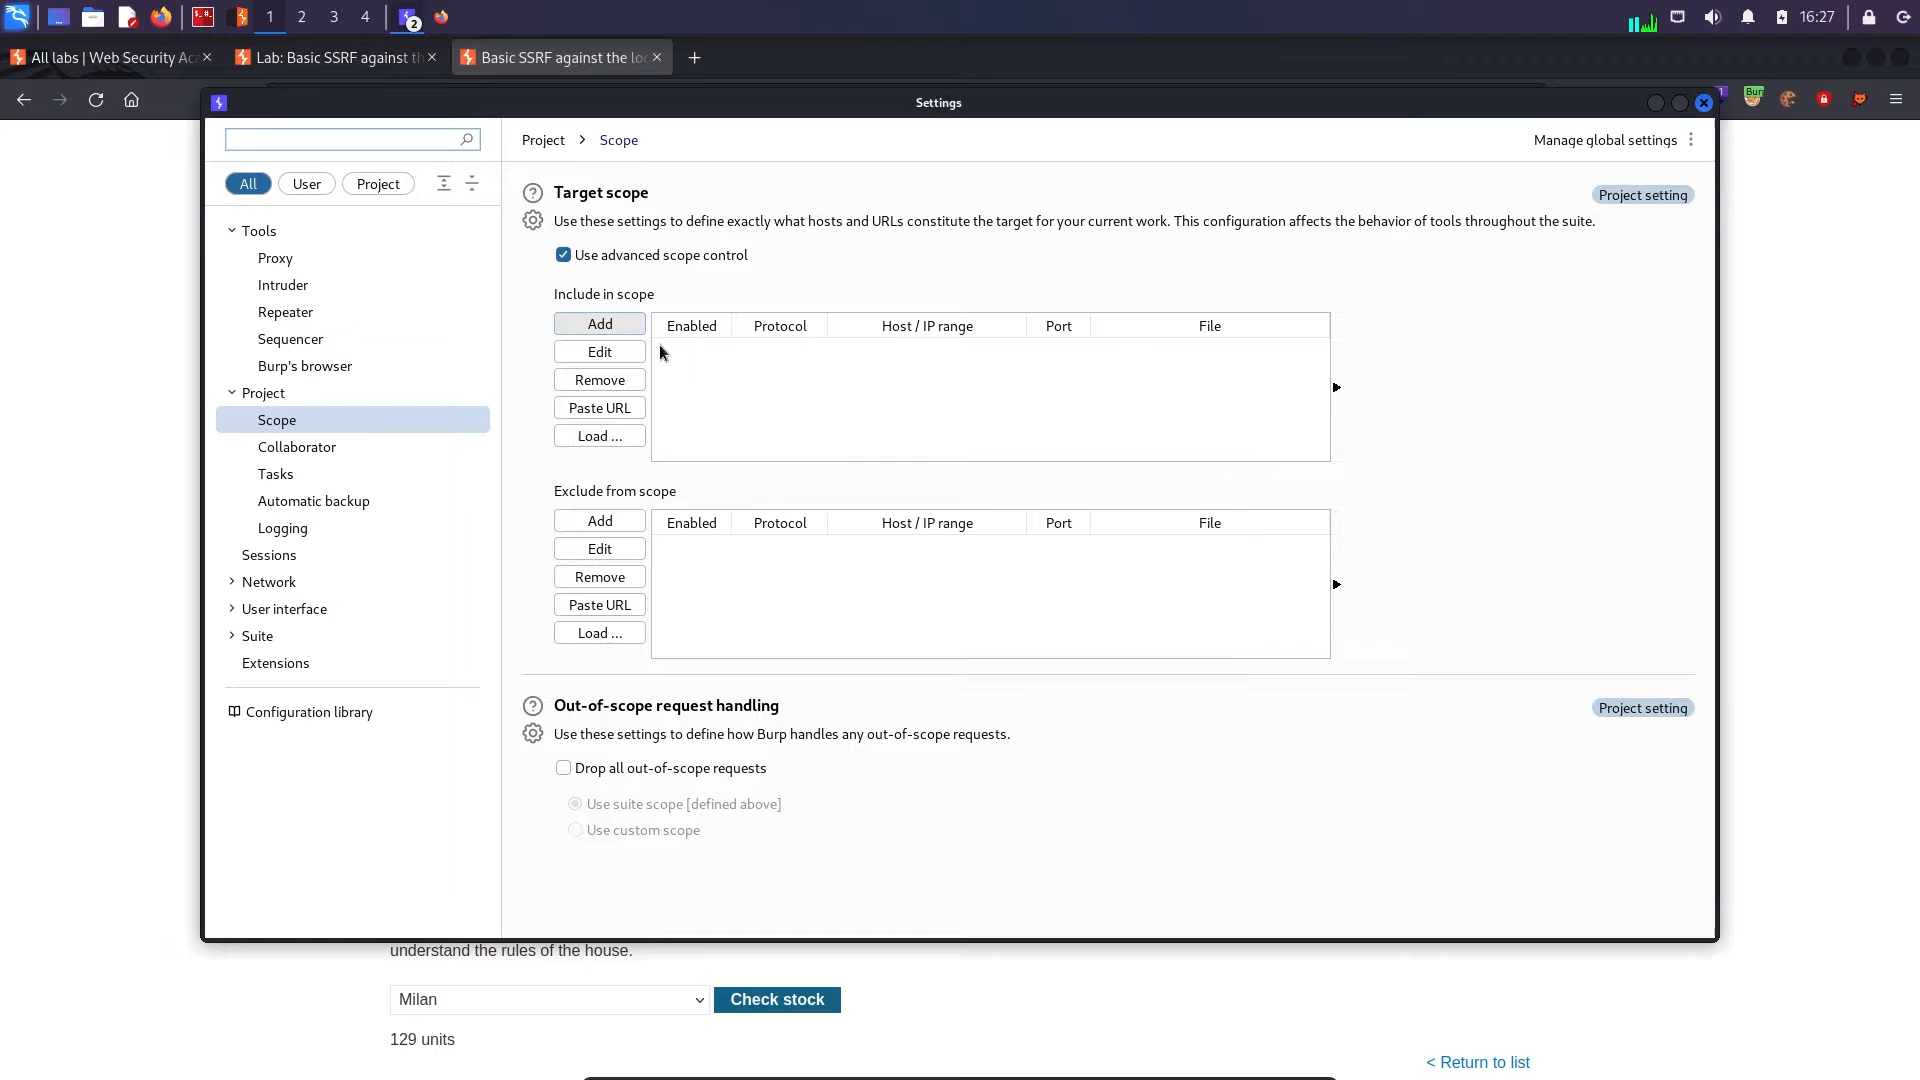 1
2
3
4
2
16:27
All labs | Web Security Aca
Lab: Basic SSRF against th
Basic SSRF against the loc
Settings
Project > Scope
Manage global settings
All
User
Project
Tools
Proxy
Intruder
Repeater
Sequencer
Burp's browser
Project
Scope
Collaborator
Tasks
Automatic backup
Logging
Sessions
Network
User interface
Suite
Extensions
Configuration library
Target scope
Project setting
Use these settings to define exactly what hosts and URLs constitute the target for your current work. This configuration affects the behavior of tools throughout the suite.
Use advanced scope control
Include in scope
Add
Edit
Remove
Paste URL
Load ...
Enabled Protocol Host / IP range Port File
Exclude from scope
Add
Edit
Remove
Paste URL
Load ...
Enabled Protocol Host / IP range Port File
Out-of-scope request handling
Project setting
Use these settings to define how Burp handles any out-of-scope requests.
Drop all out-of-scope requests
Use suite scope [defined above]
Use custom scope
understand the rules of the house.
Milan
Check stock
129 units
< Return to list